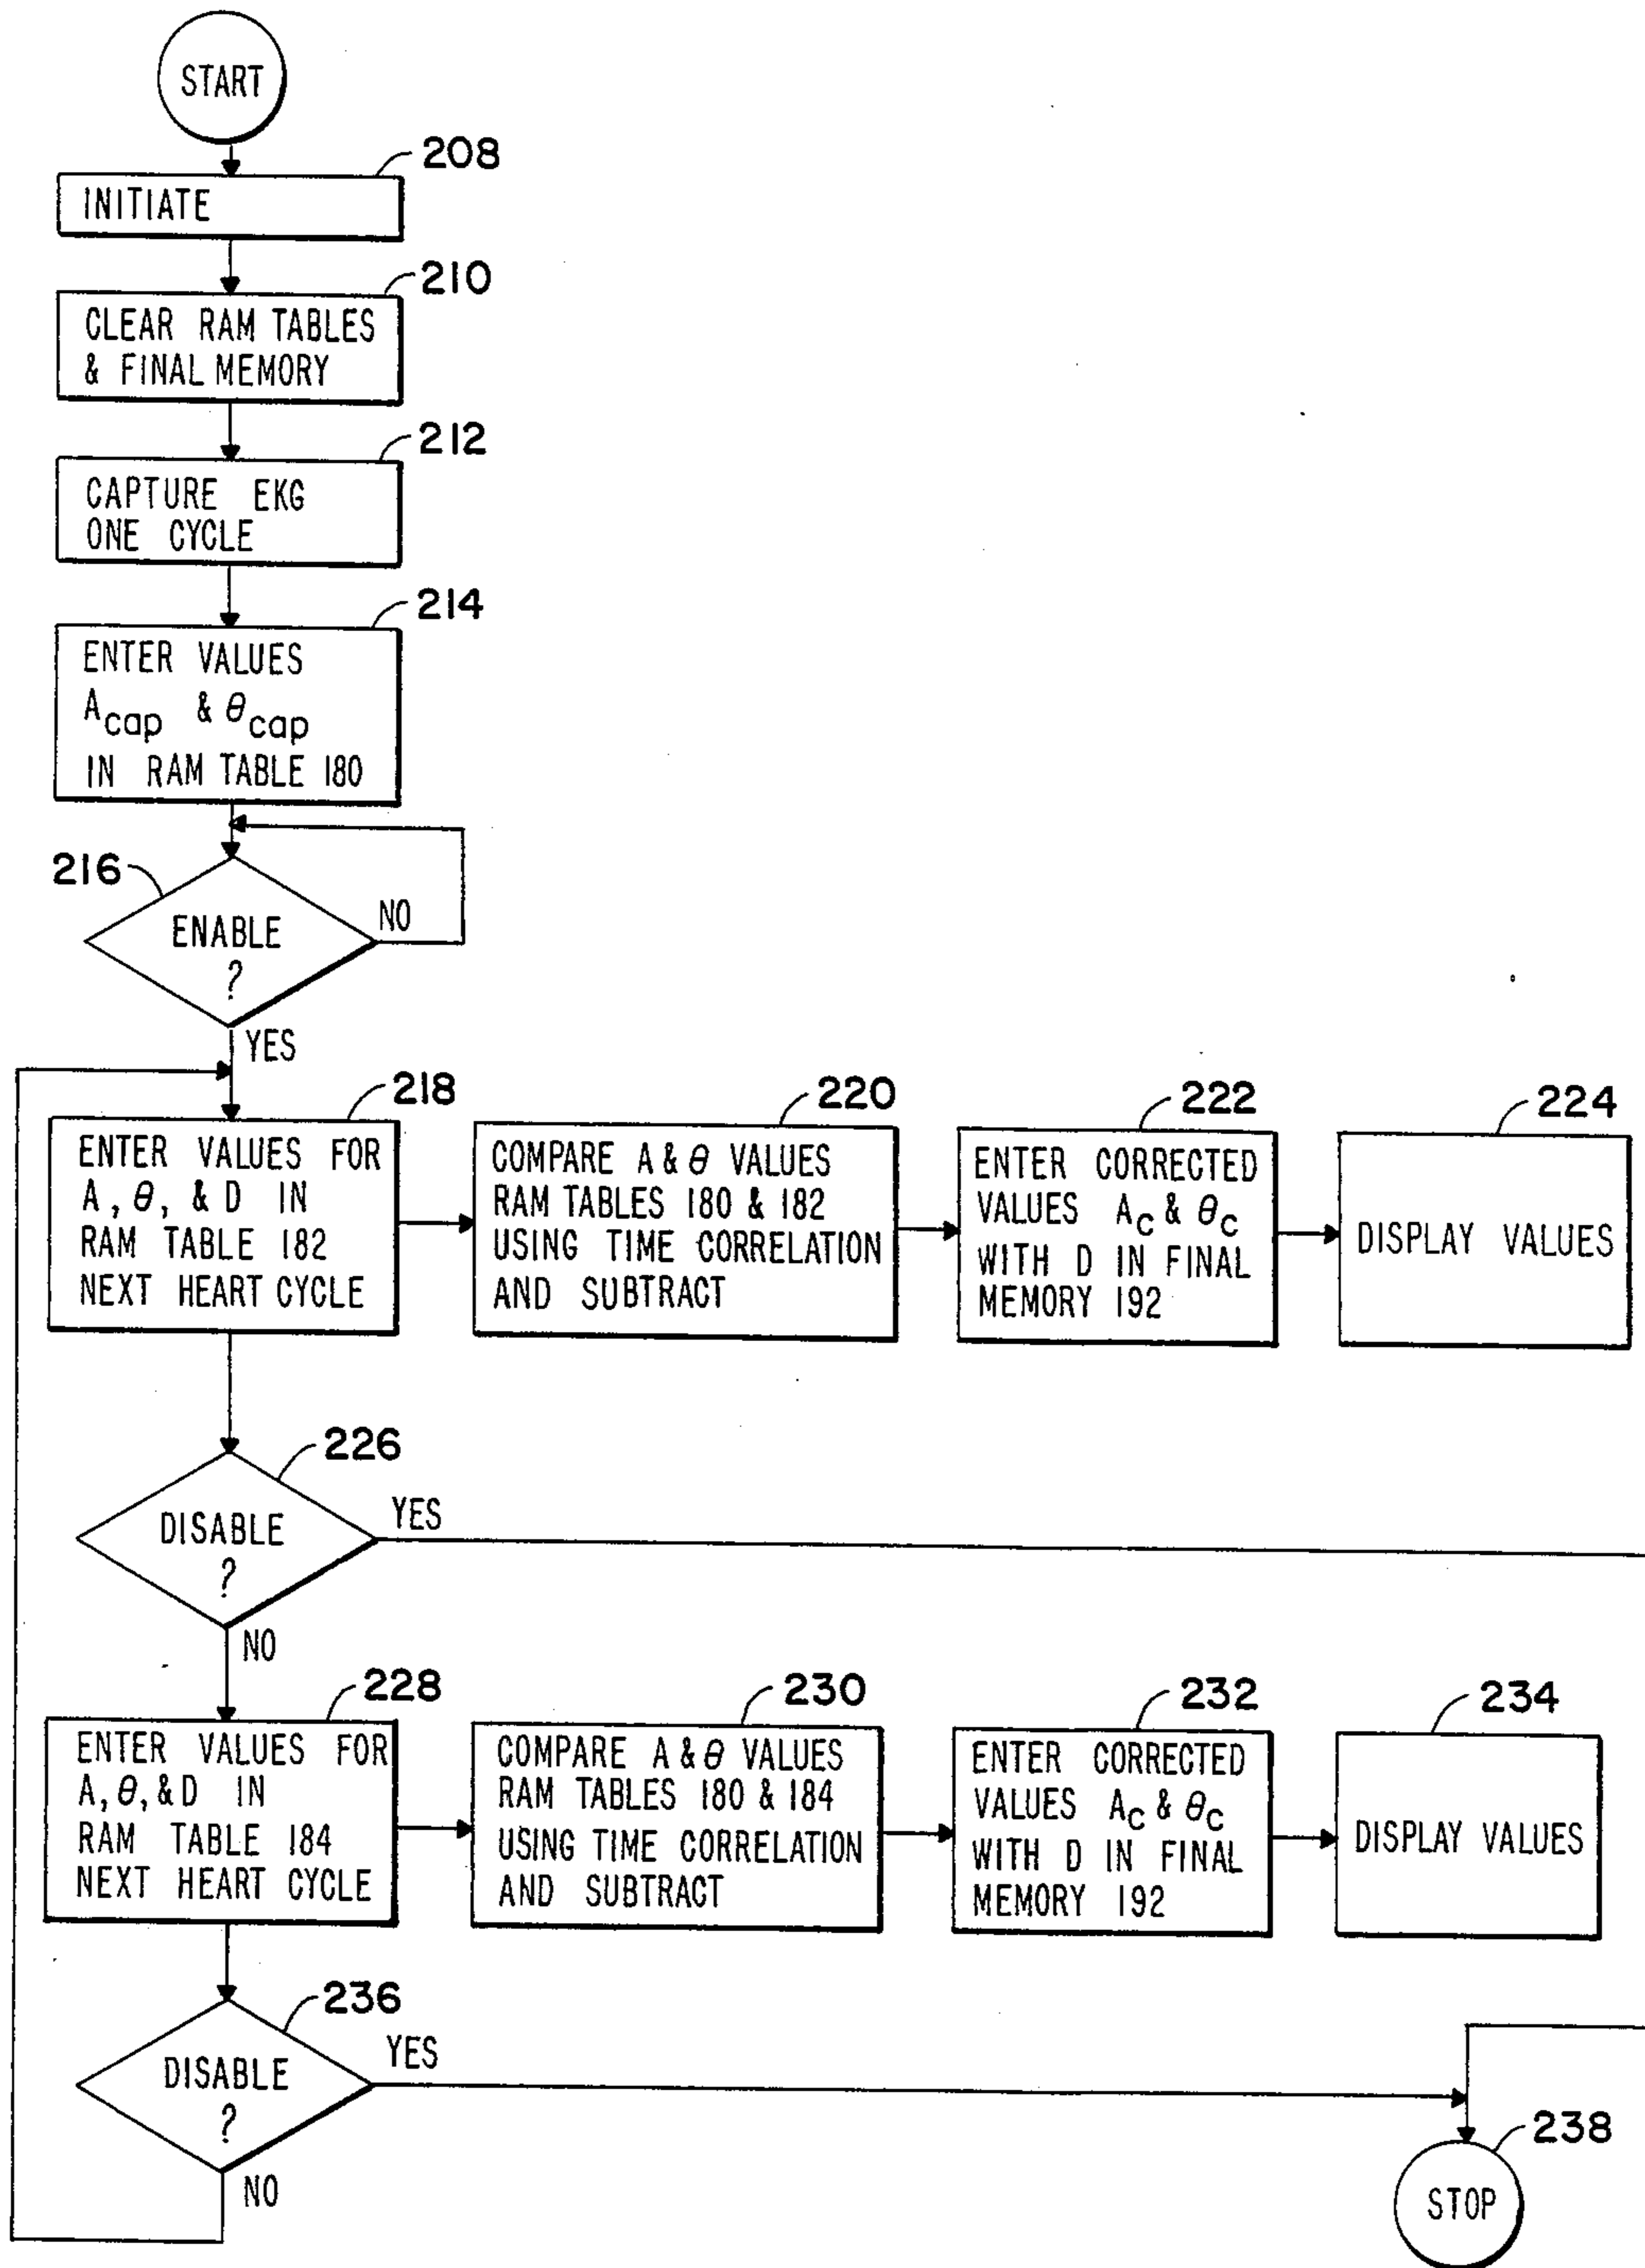 START
208
INITIATE
210
CLEAR RAM TABLES
& FINAL MEMORY
212
CAPTURE EKG
ONE CYCLE
214
ENTER VALUES
Acap & θcap
IN RAM TABLE 180
216
ENABLE
?
NO
YES
218
ENTER VALUES FOR
A, θ, & D IN
RAM TABLE 182
NEXT HEART CYCLE
220
COMPARE A & θ VALUES
RAM TABLES 180 & 182
USING TIME CORRELATION
AND SUBTRACT
222
ENTER CORRECTED
VALUES Ac & θc
WITH D IN FINAL
MEMORY 192
224
DISPLAY VALUES
226
DISABLE
?
YES
NO
228
ENTER VALUES FOR
A, θ, & D IN
RAM TABLE 184
NEXT HEART CYCLE
230
COMPARE A & θ VALUES
RAM TABLES 180 & 184
USING TIME CORRELATION
AND SUBTRACT
232
ENTER CORRECTED
VALUES Ac & θc
WITH D IN FINAL
MEMORY 192
234
DISPLAY VALUES
236
DISABLE
?
YES
NO
238
STOP